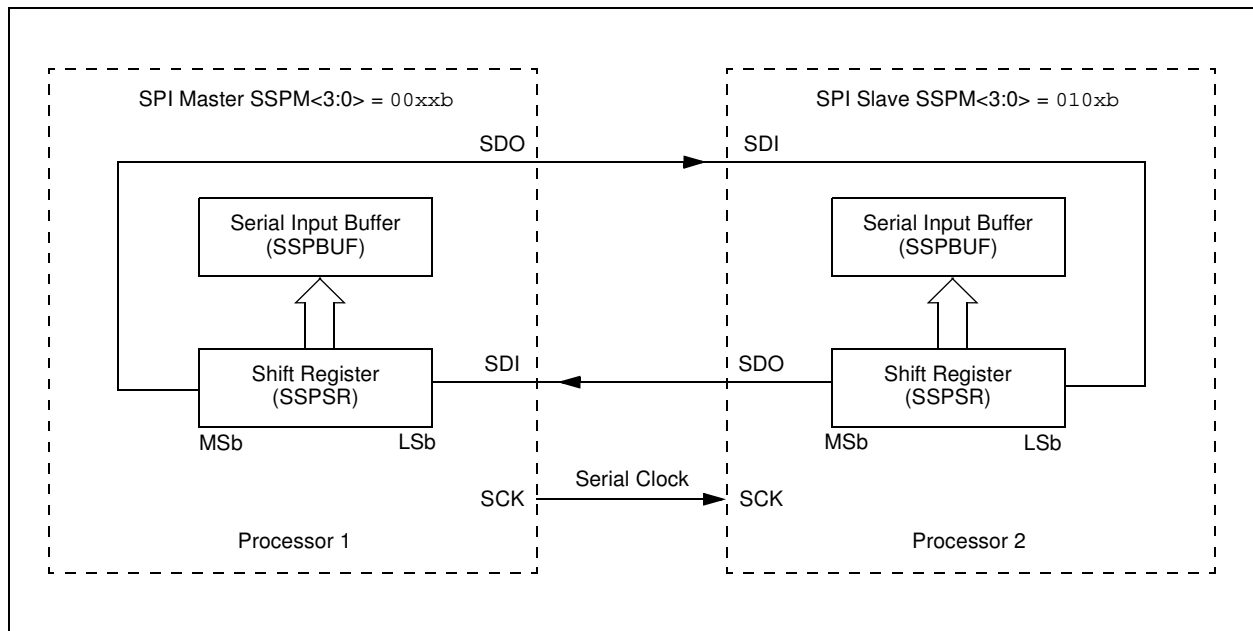 SPI Master SSPM<3:0> = 00xxb
SPI Slave SSPM<3:0> = 010xb
SDO
SDI
Serial Input Buffer
(SSPBUF)
Serial Input Buffer
(SSPBUF)
Shift Register
(SSPSR)
SDI
SDO
Shift Register
(SSPSR)
MSb
LSb
MSb
LSb
Serial Clock
SCK
SCK
Processor 1
Processor 2